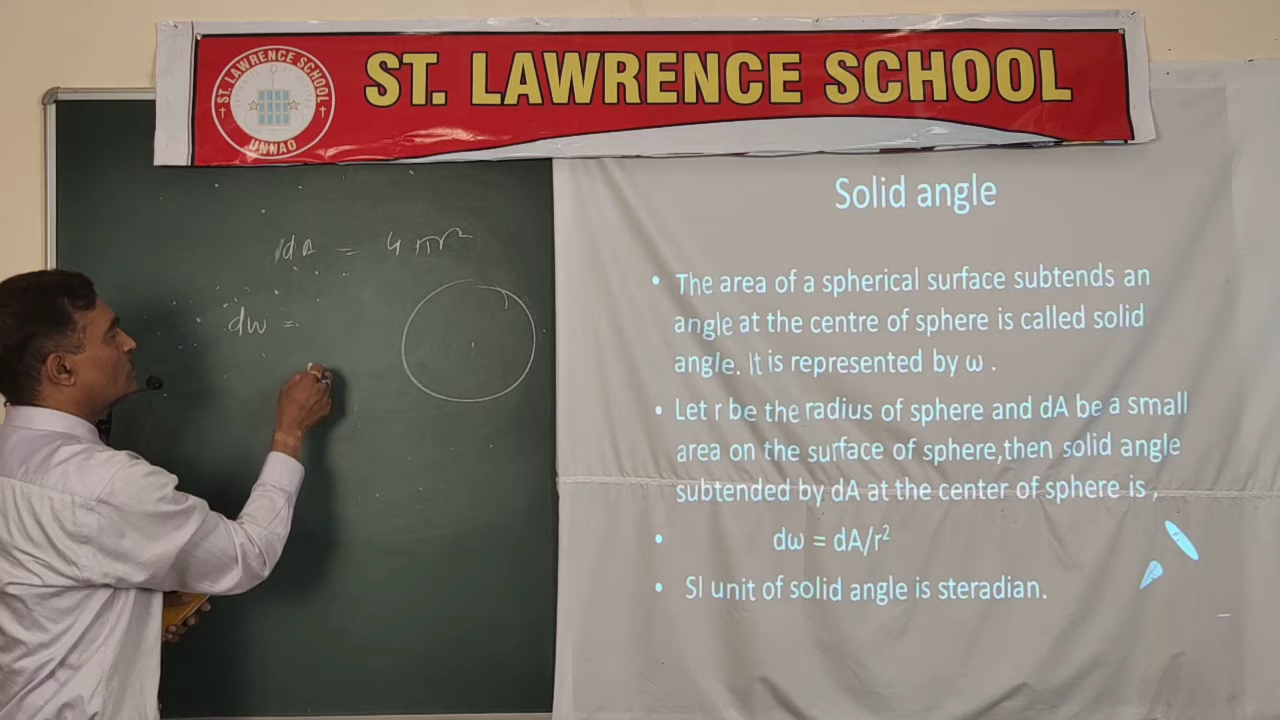 ST. LAWRENCE SCHOOL
ST. LAWRENCE SCHOOL
UNNAO
dA = 4πr²
dω =
Solid angle
• The area of a spherical surface subtends an
angle at the centre of sphere is called solid
angle. It is represented by ω .
• Let r be the radius of sphere and dA be a small
area on the surface of sphere,then solid angle
subtended by dA at the center of sphere is ,
• dω = dA/r²
• SI unit of solid angle is steradian.